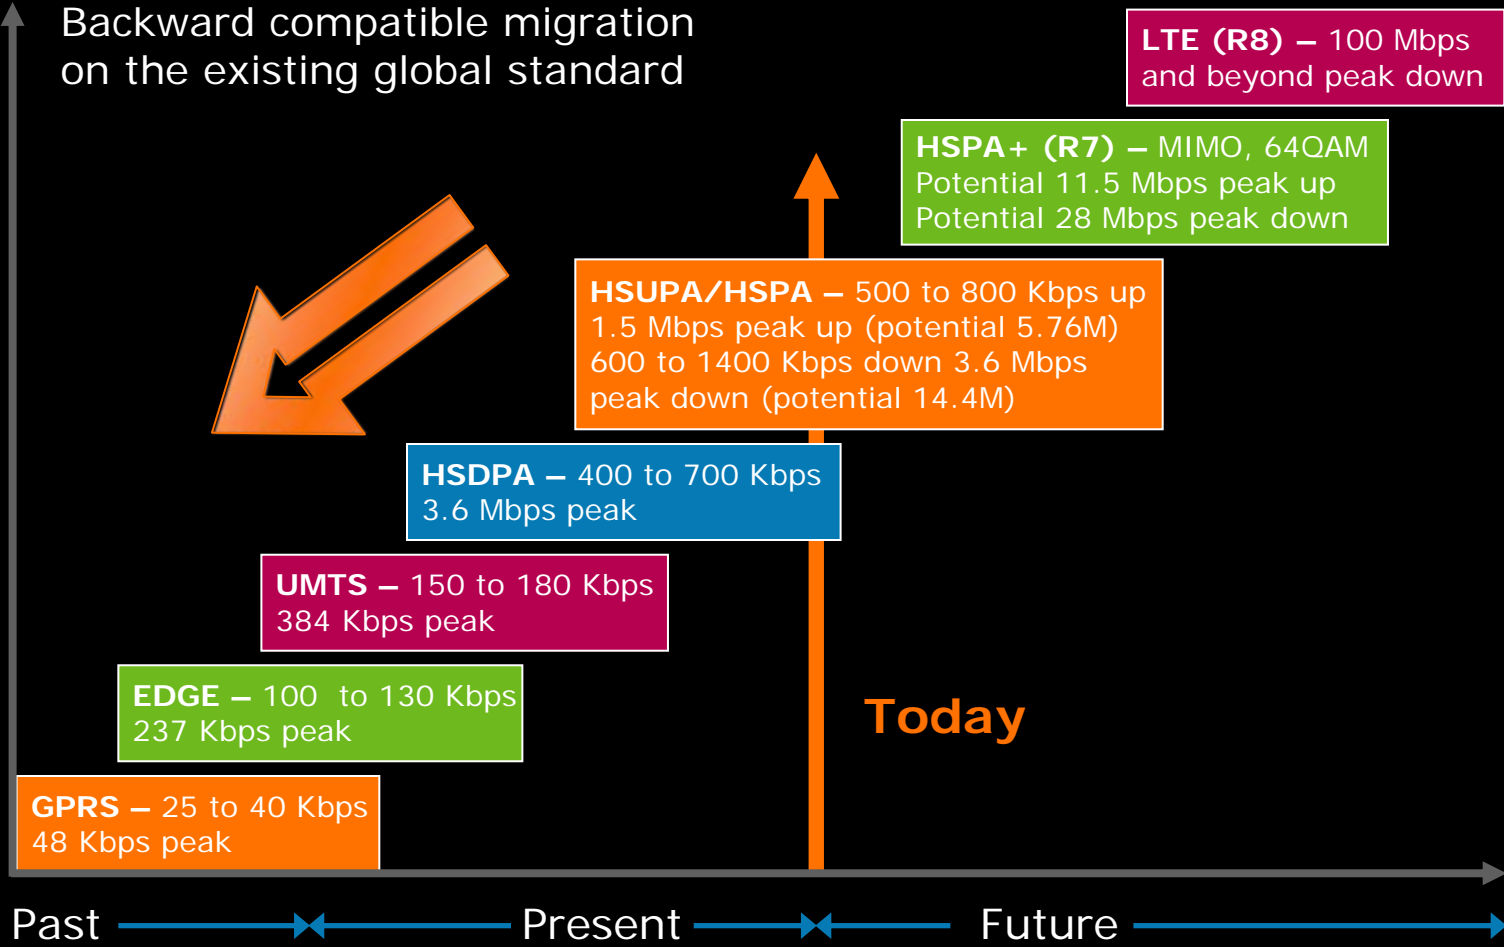 Backward compatible migration
on the existing global standard
LTE (R8) – 100 Mbps
and beyond peak down
HSPA+ (R7) – MIMO, 64QAM
Potential 11.5 Mbps peak up
Potential 28 Mbps peak down
HSUPA/HSPA – 500 to 800 Kbps up
1.5 Mbps peak up (potential 5.76M)
600 to 1400 Kbps down 3.6 Mbps
peak down (potential 14.4M)
HSDPA – 400 to 700 Kbps
3.6 Mbps peak
UMTS – 150 to 180 Kbps
384 Kbps peak
EDGE – 100 to 130 Kbps
237 Kbps peak
Today
GPRS – 25 to 40 Kbps
48 Kbps peak
Past Present Future